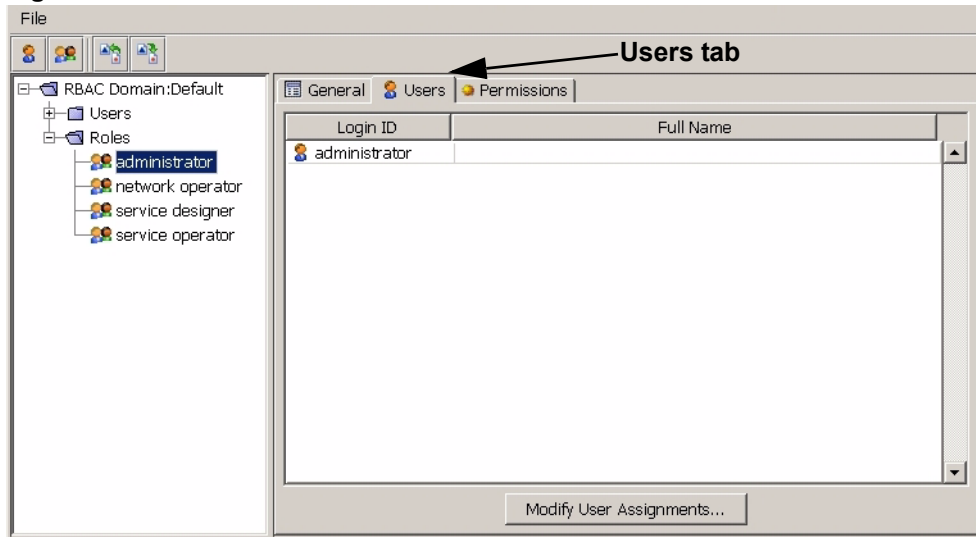 File
Users tab
RBAC Domain:Default
Users
Roles
administrator
network operator
service designer
service operator
General Users Permissions
Login ID Full Name
administrator
Modify User Assignments...